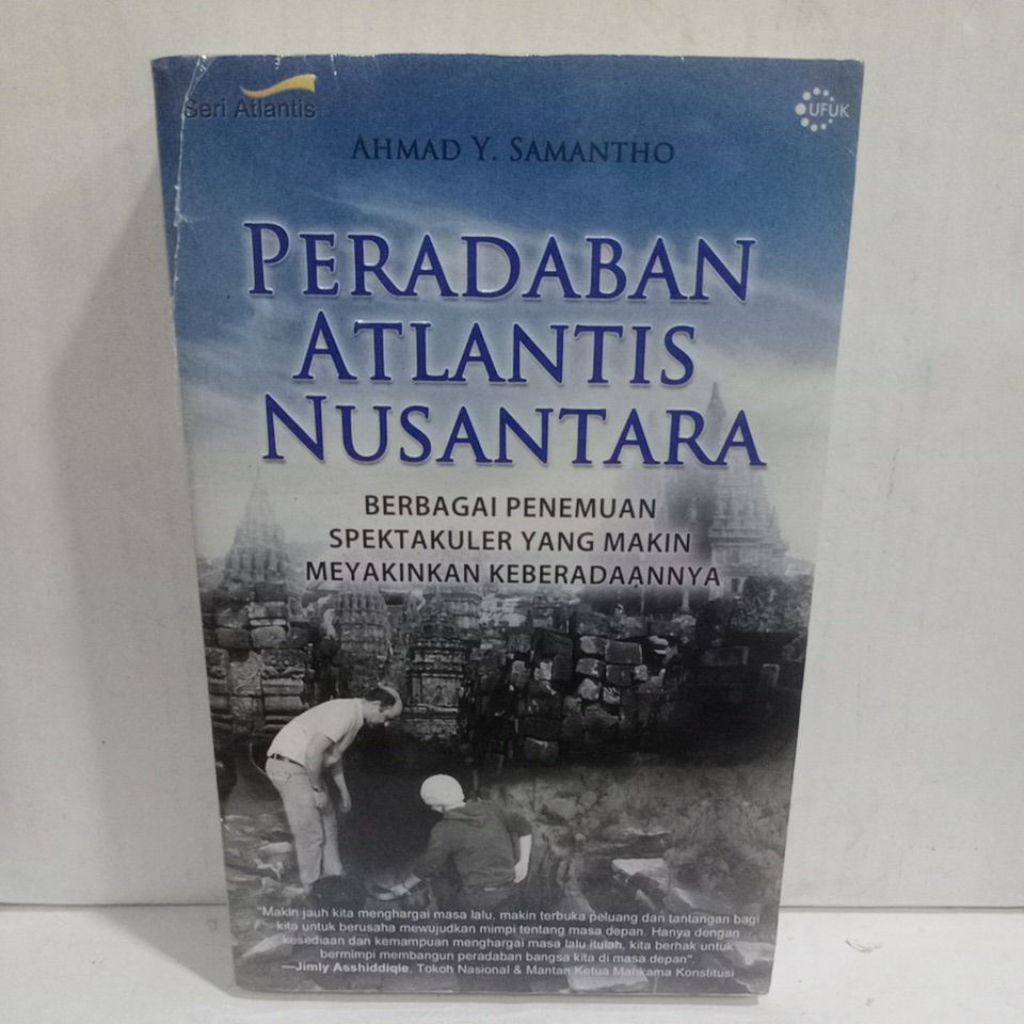 Seri Atlantis
UFUK
AHMAD Y. SAMANTHO
PERADABAN
ATLANTIS
NUSANTARA
BERBAGAI PENEMUAN
SPEKTAKULER YANG MAKIN
MEYAKINKAN KEBERADAANNYA
"Makin jauh kita menghargai masa lalu, makin terbuka peluang dan tantangan bagi
kita untuk berusaha mewujudkan mimpi tentang masa depan. Hanya dengan
kesediaan dan kemampuan menghargai masa lalu itulah, kita berhak untuk
bermimpi membangun peradaban bangsa kita di masa depan".
—Jimly Asshiddiqie, Tokoh Nasional & Mantan Ketua Mahkama Konstitusi